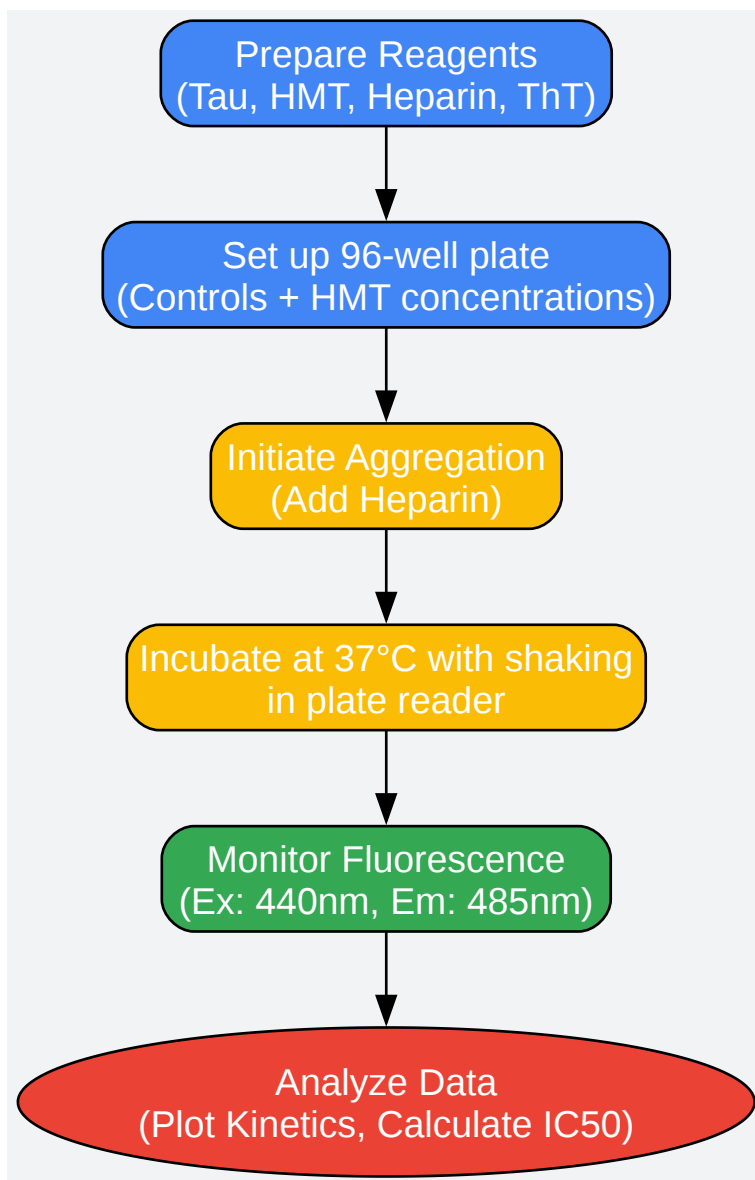 Prepare Reagents
(Tau, HMT, Heparin, ThT)
Set up 96-well plate
(Controls + HMT concentrations)
Initiate Aggregation
(Add Heparin)
Incubate at 37°C with shaking
in plate reader
Monitor Fluorescence
(Ex: 440nm, Em: 485nm)
Analyze Data
(Plot Kinetics, Calculate IC50)